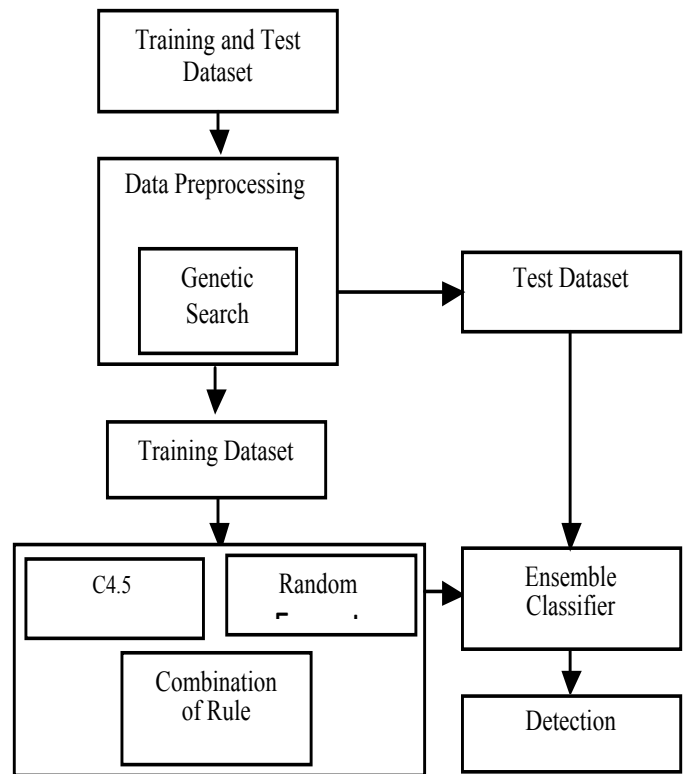 Training and Test
Dataset
Data Preprocessing
Genetic
Search
Test Dataset
Training Dataset
C4.5
Random
Ensemble
Classifier
Combination
of Rule
Detection